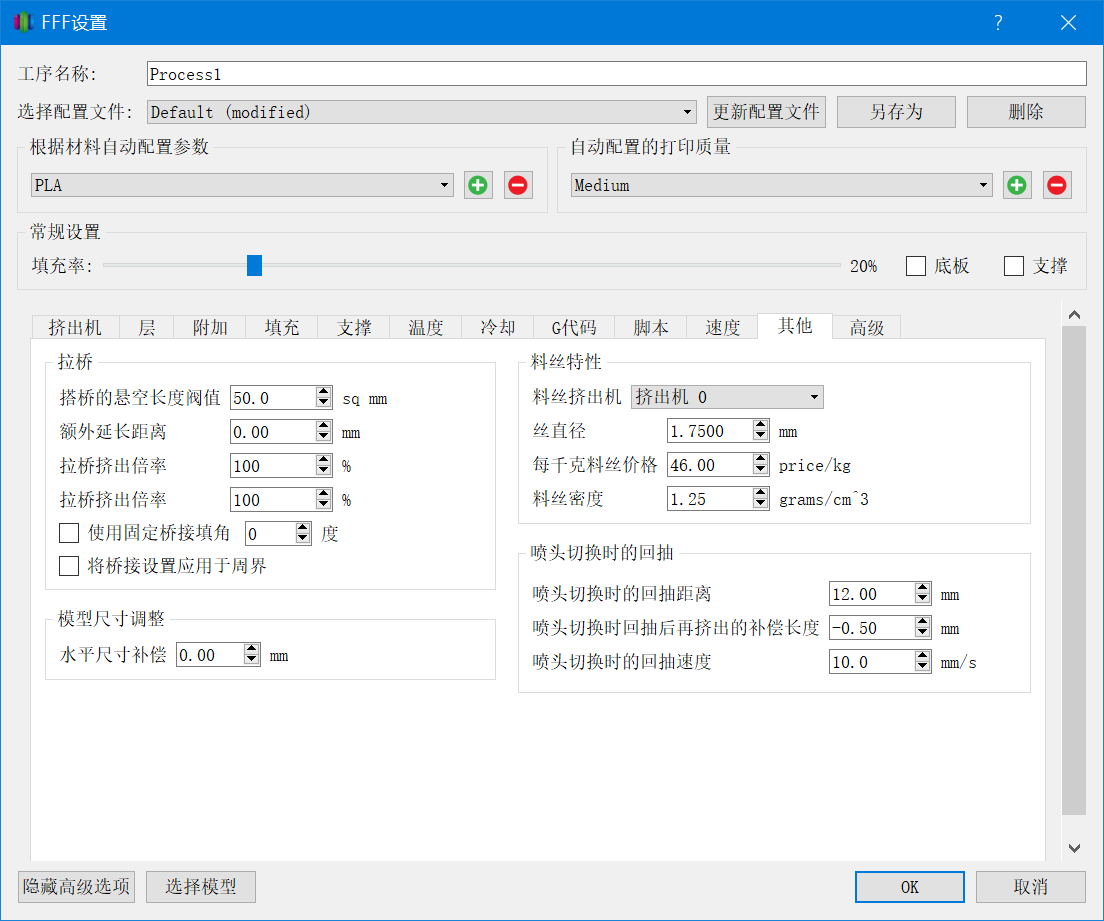 FFF设置
工序名称: Process1
选择配置文件: Default (modified) 更新配置文件 另存为 删除
根据材料自动配置参数 自动配置的打印质量
PLA Medium
常规设置
填充率: 20% 底板 支撑
挤出机 层 附加 填充 支撑 温度 冷却 G代码 脚本 速度 其他 高级
拉桥
搭桥的悬空长度阀值 50.0 sq mm
额外延长距离 0.00 mm
拉桥挤出倍率 100 %
拉桥挤出倍率 100 %
使用固定桥接填角 0 度
将桥接设置应用于周界
模型尺寸调整
水平尺寸补偿 0.00 mm
料丝特性
料丝挤出机 挤出机 0
丝直径 1.7500 mm
每千克料丝价格 46.00 price/kg
料丝密度 1.25 grams/cm^3
喷头切换时的回抽
喷头切换时的回抽距离 12.00 mm
喷头切换时回抽后再挤出的补偿长度 -0.50 mm
喷头切换时的回抽速度 10.0 mm/s
隐藏高级选项 选择模型 OK 取消